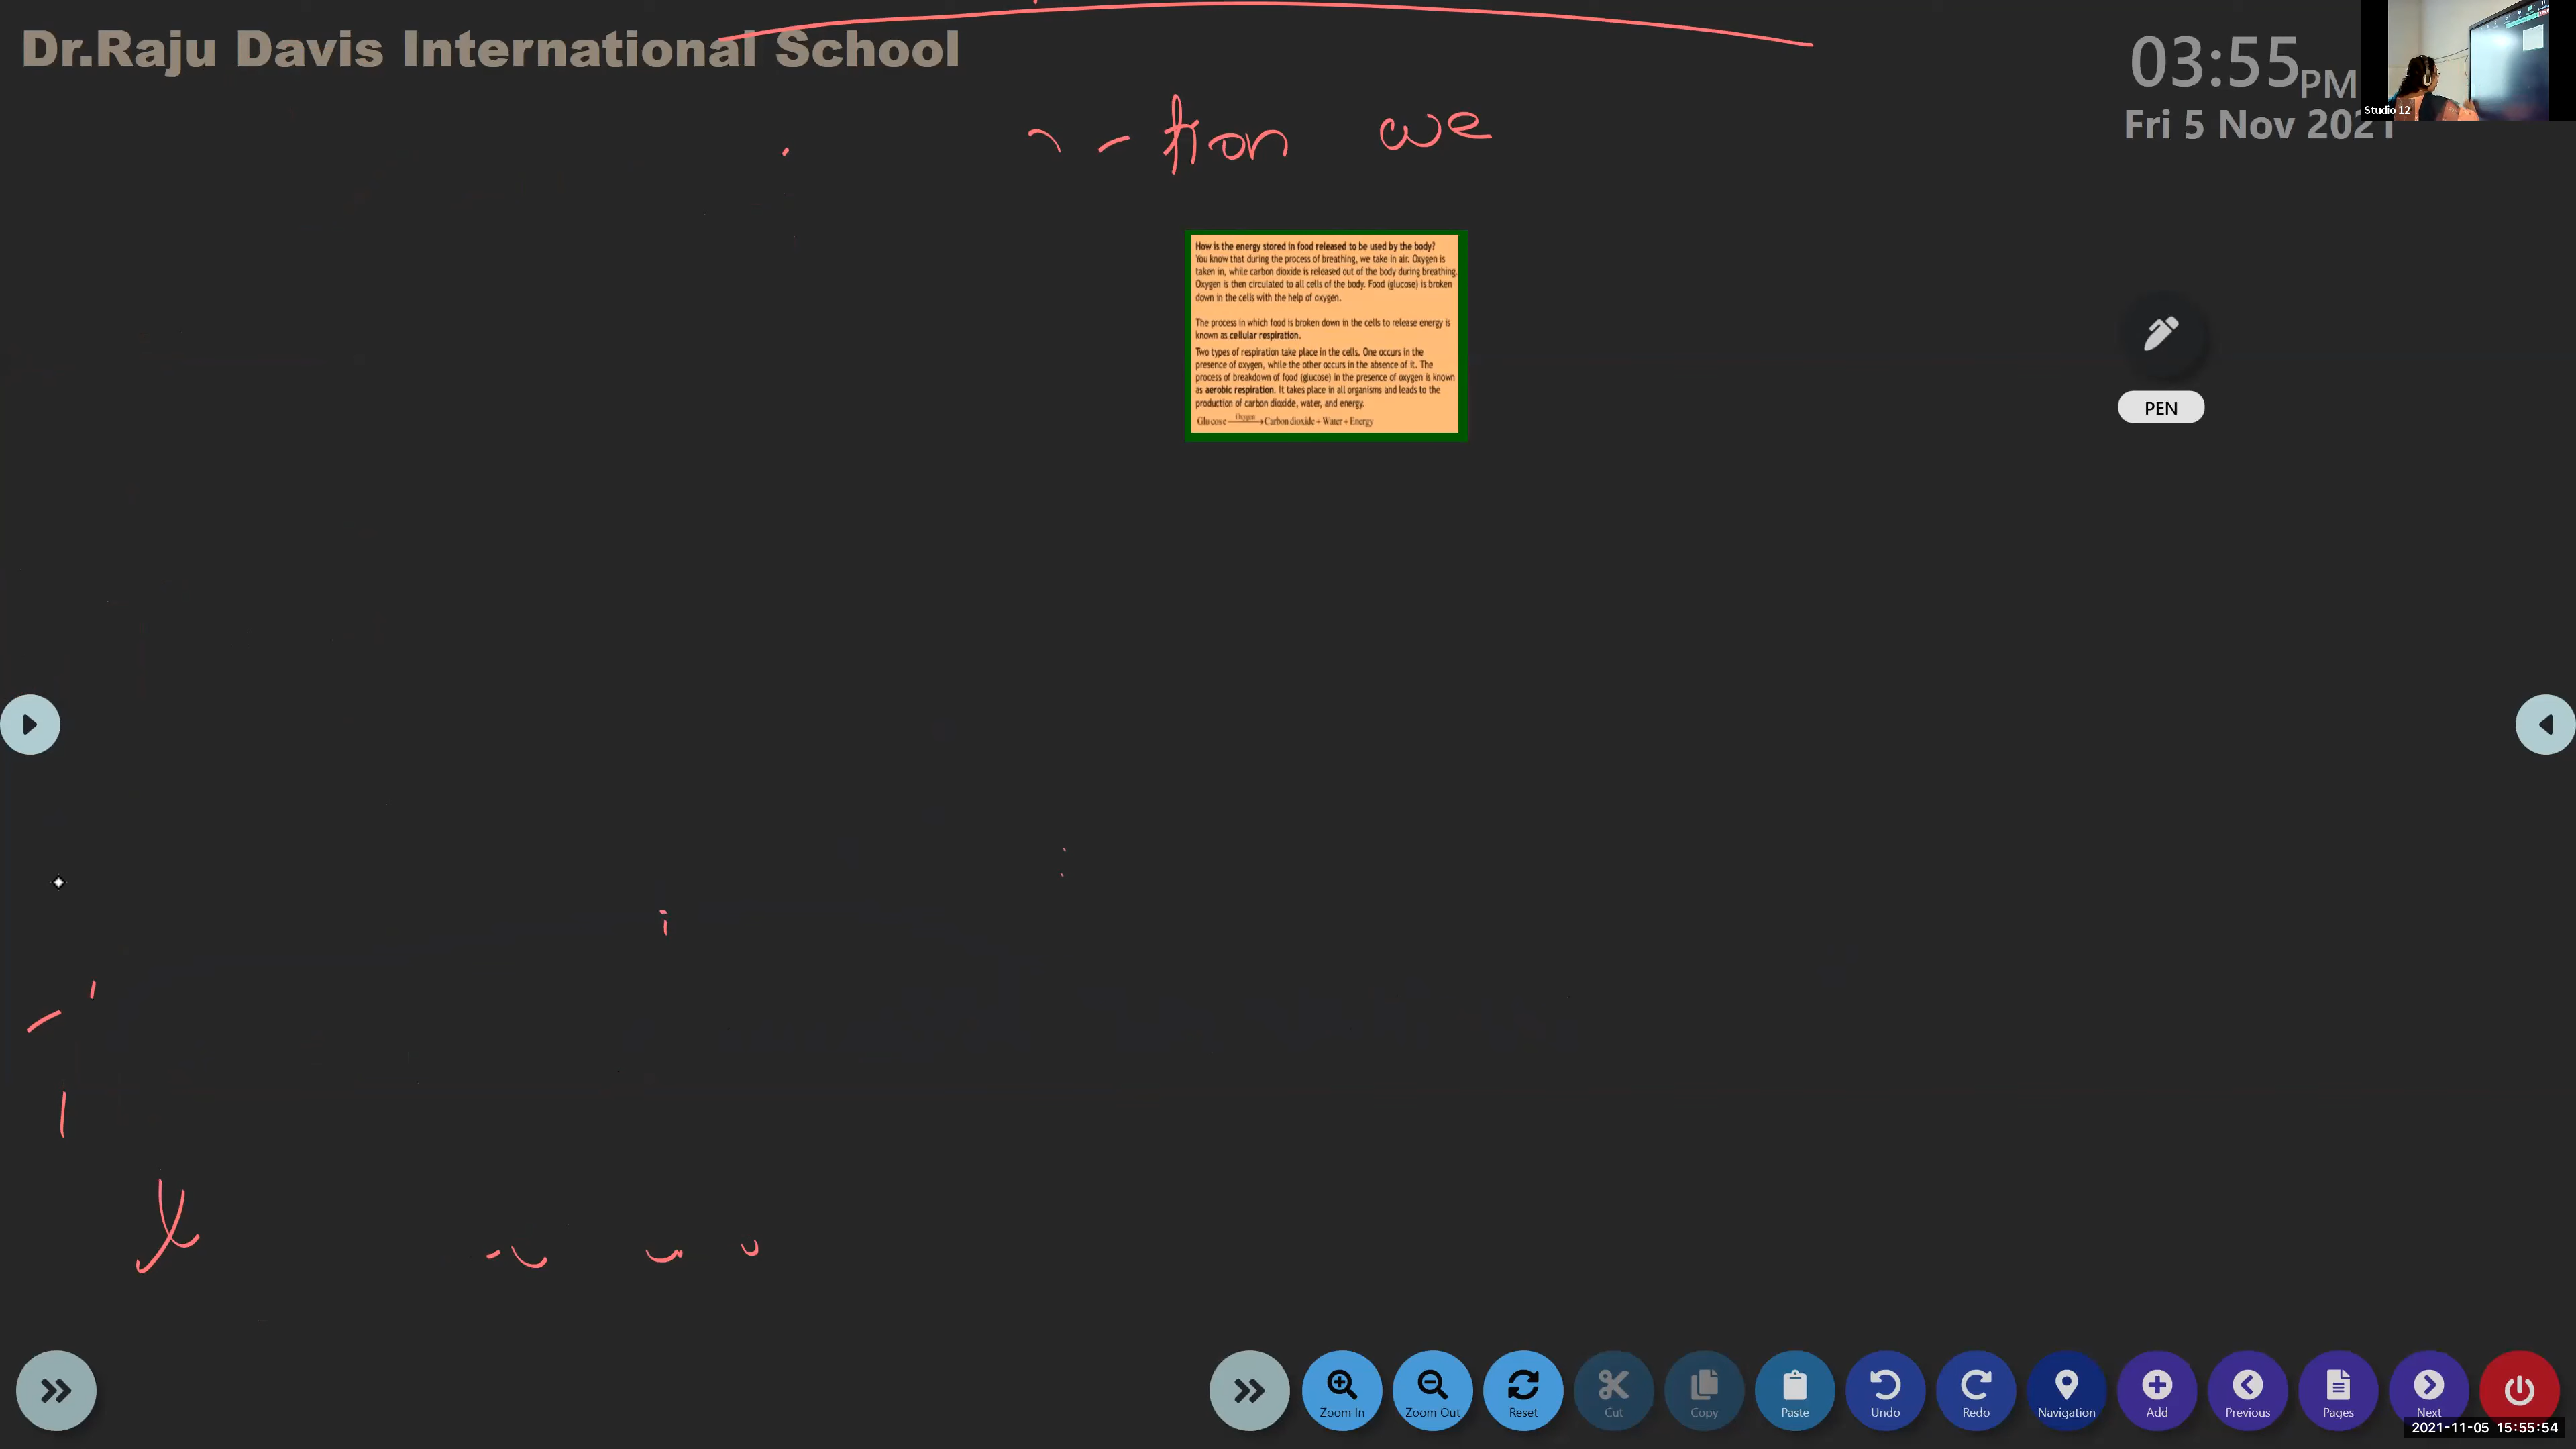 Dr.Raju Davis International School
03:55 PM
Fri 5 Nov 2021
Studio 12
tion we
How is the energy stored in food released to be used by the body?
You know that during the process of breathing, we take in air. Oxygen is
taken in, while carbon dioxide is released out of the body during breathing.
Oxygen is then circulated to all cells of the body. Food (glucose) is broken
down in the cells with the help of oxygen.
The process in which food is broken down in the cells to release energy is
known as cellular respiration.
Two types of respiration take place in the cells. One occurs in the
presence of oxygen, while the other occurs in the absence of it. The
process of breakdown of food (glucose) in the presence of oxygen is known
as aerobic respiration. It takes place in all organisms and leads to the
production of carbon dioxide, water, and energy.
Oxygen
Glucose → Carbon dioxide + Water + Energy
PEN
Zoom In Zoom Out Reset Cut Copy Paste Undo Redo Navigation Add Previous Pages Next
2021-11-05 15:55:54